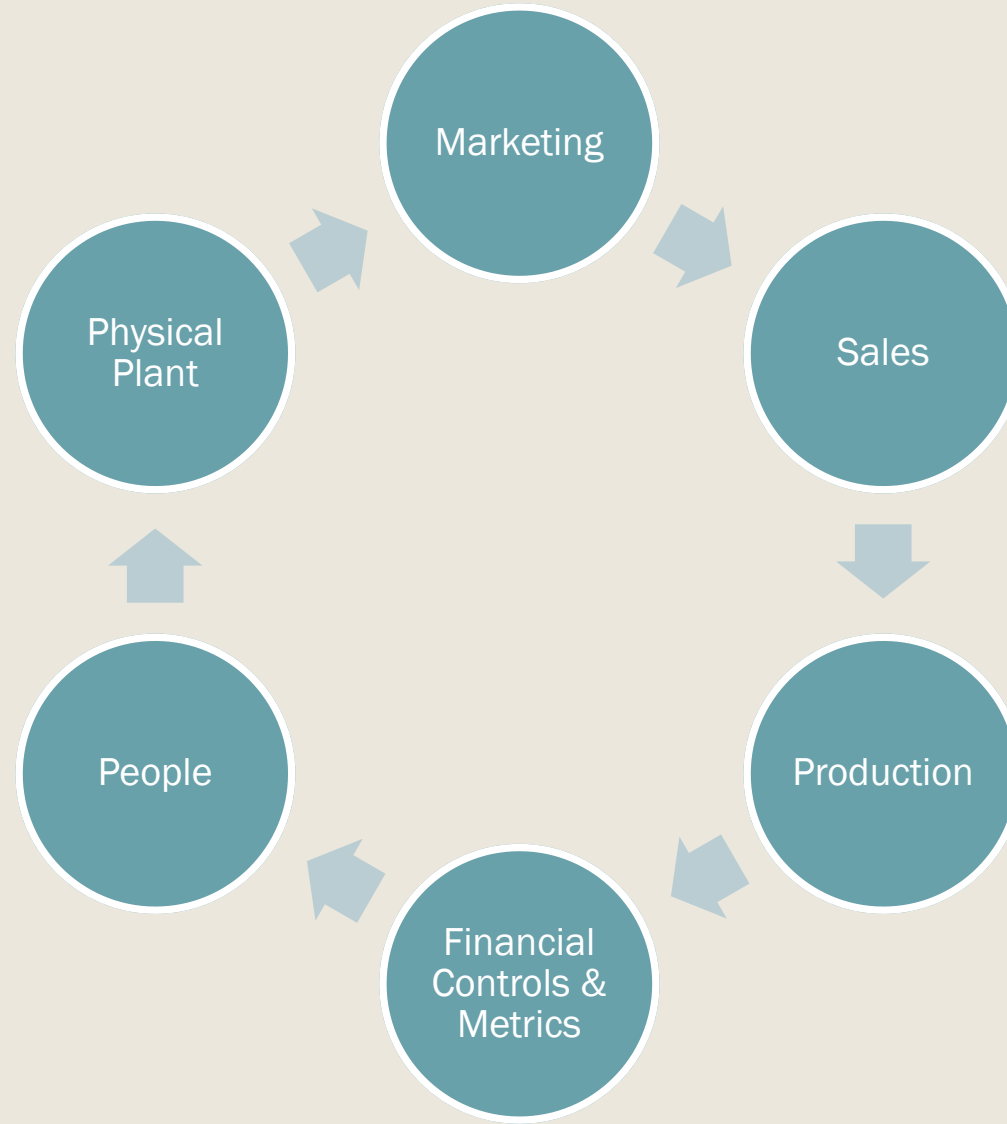 Marketing
Sales
Production
Financial
Controls &
Metrics
People
Physical
Plant